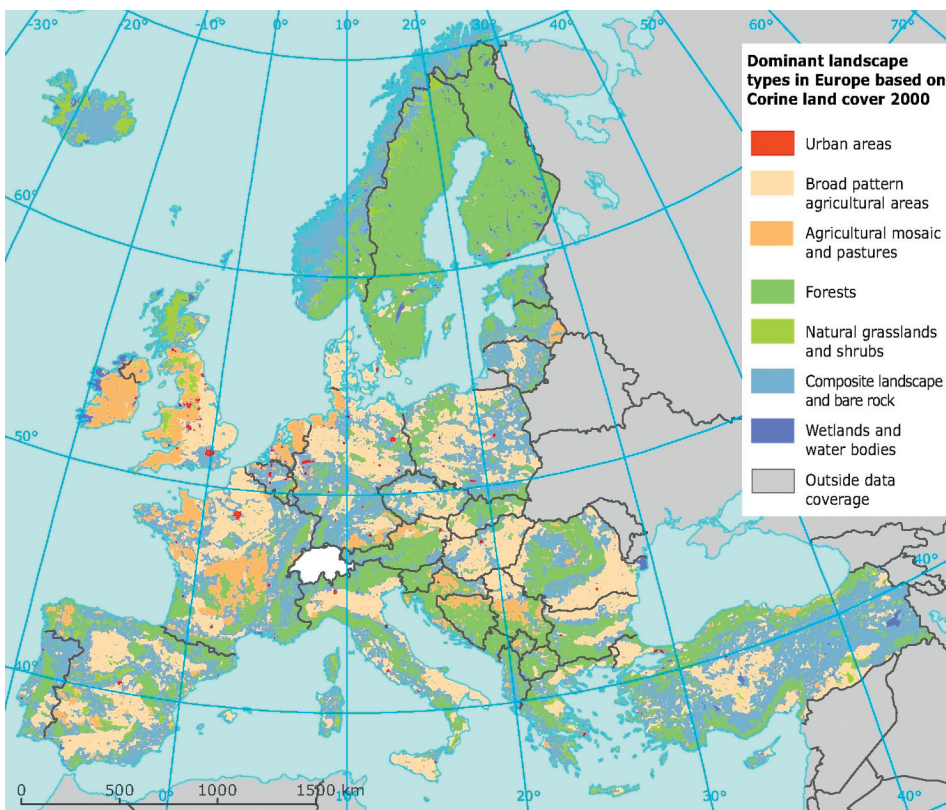 -30°
-20°
-10°
0°
10°
20°
30°
40°
50°
60°
70°
60°
50°
40°
Dominant landscape
types in Europe based on
Corine land cover 2000
Urban areas
Broad pattern
agricultural areas
Agricultural mosaic
and pastures
Forests
Natural grasslands
and shrubs
Composite landscape
and bare rock
Wetlands and
water bodies
Outside data
coverage
40°
0
500
1000
1500 km
0°
10°
20°
30°
40°